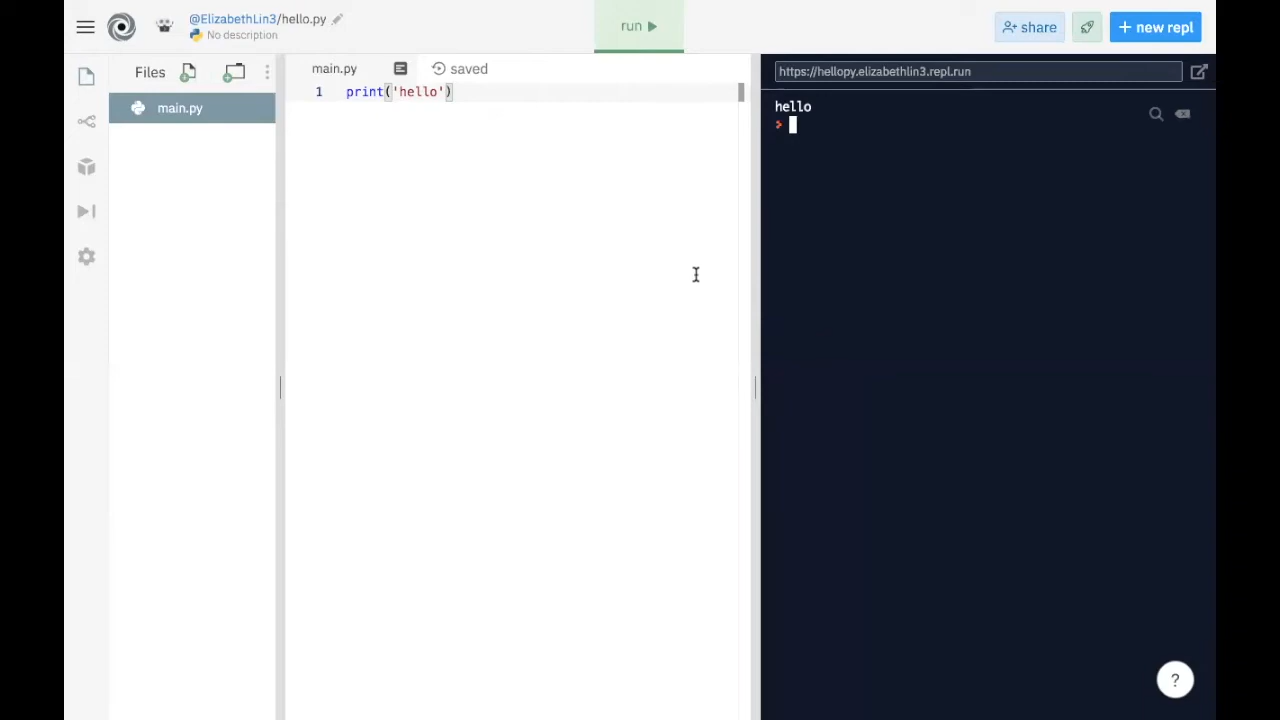 @ElizabethLin3/hello.py
No description
run
share
+ new repl
Files
main.py
main.py
saved
1 print('hello')
https://hellopy.elizabethlin3.repl.run
hello
>
?